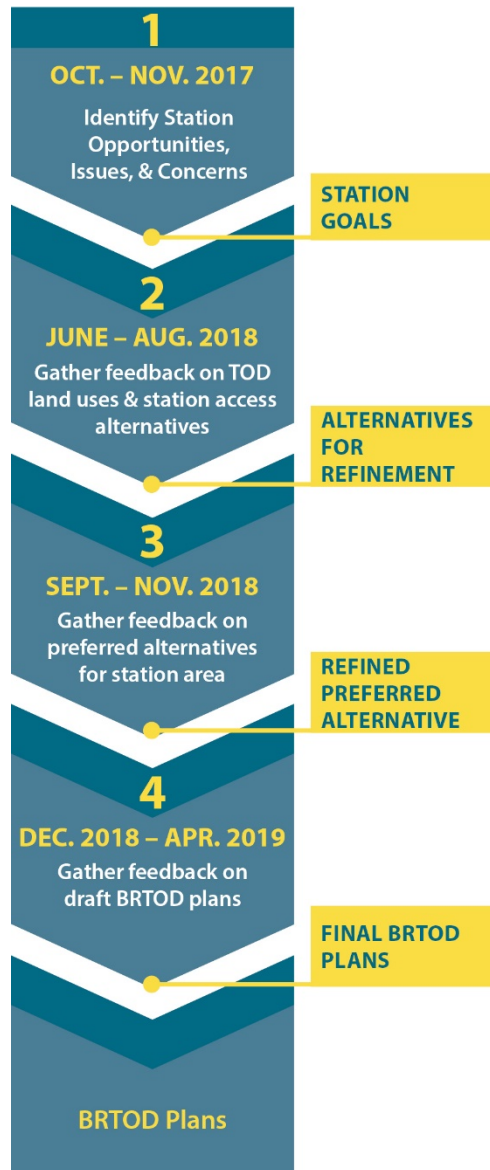 1
OCT. – NOV. 2017
Identify Station
Opportunities,
Issues, & Concerns
STATION
GOALS
2
JUNE – AUG. 2018
Gather feedback on TOD
land uses & station access
alternatives
ALTERNATIVES
FOR
REFINEMENT
3
SEPT. – NOV. 2018
Gather feedback on
preferred alternatives
for station area
REFINED
PREFERRED
ALTERNATIVE
4
DEC. 2018 – APR. 2019
Gather feedback on
draft BRTOD plans
FINAL BRTOD
PLANS
BRTOD Plans